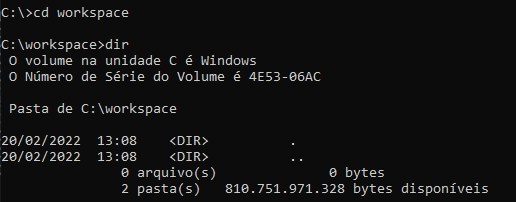 C:\>cd workspace
C:\workspace>dir
O volume na unidade C é Windows
O Número de Série do Volume é 4E53-06AC
Pasta de C:\workspace
20/02/2022  13:08    <DIR>          .
20/02/2022  13:08    <DIR>          ..
0 arquivo(s)              0 bytes
2 pasta(s)   810.751.971.328 bytes disponíveis